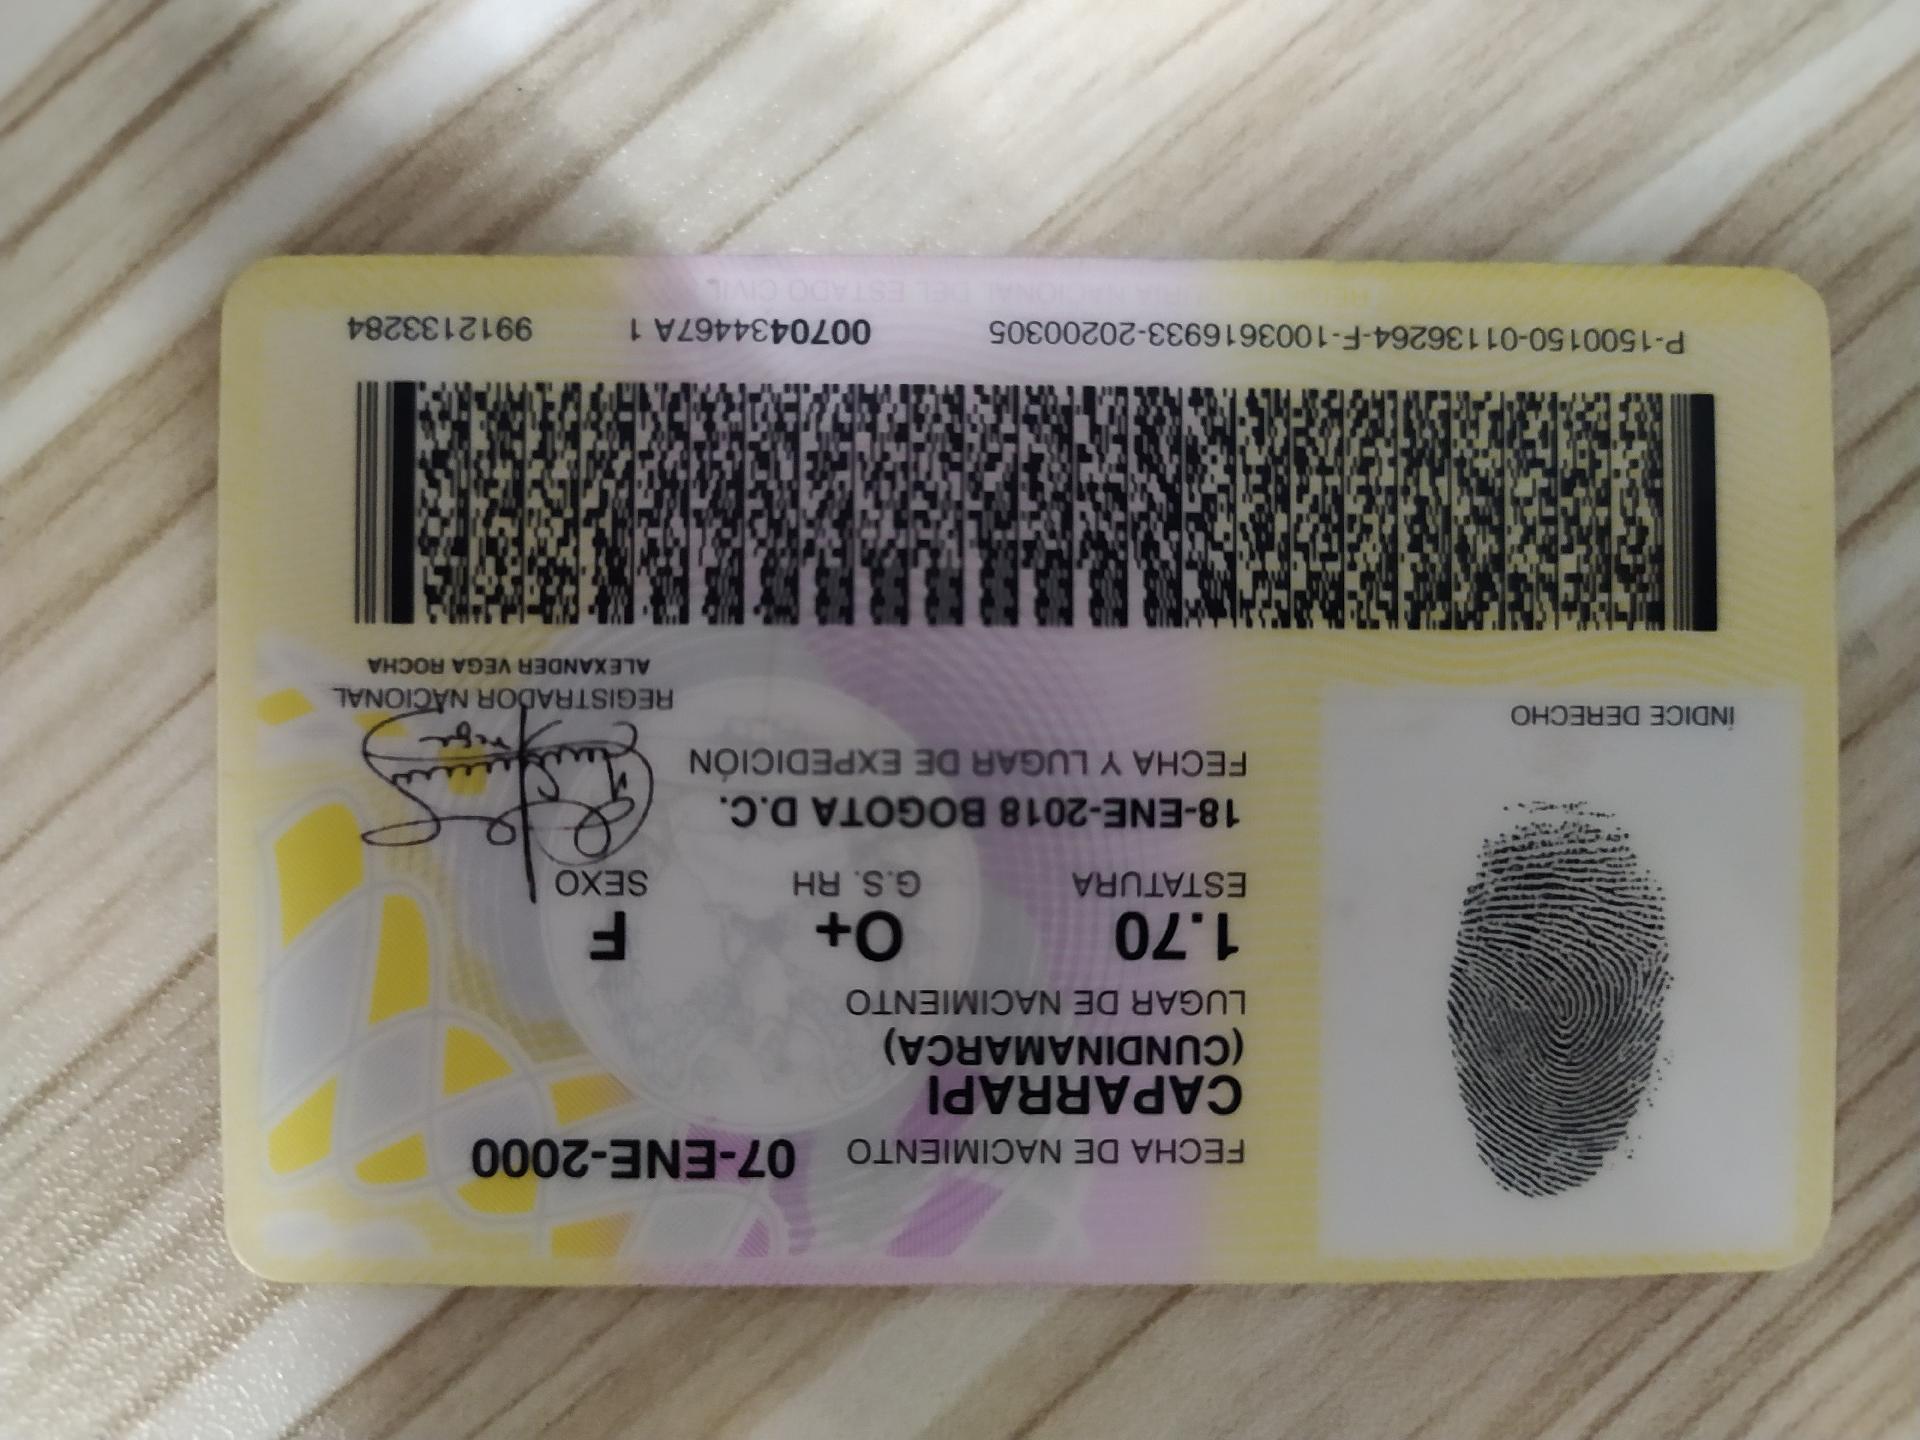 FECHA DE NACIMIENTO 07-ENE-2000
CAPARRAPI
(CUNDINAMARCA)
LUGAR DE NACIMIENTO
1.70 O+ F
ESTATURA G.S. RH SEXO
18-ENE-2018 BOGOTA D.C.
FECHA Y LUGAR DE EXPEDICIÓN
ÍNDICE DERECHO
REGISTRADOR NACIONAL
ALEXANDER VEGA ROCHA
P-1500150-01136264-F-1003616933-20200305 0070434467A 1 9912133284
REGISTRADURIA NACIONAL DEL ESTADO CIVIL